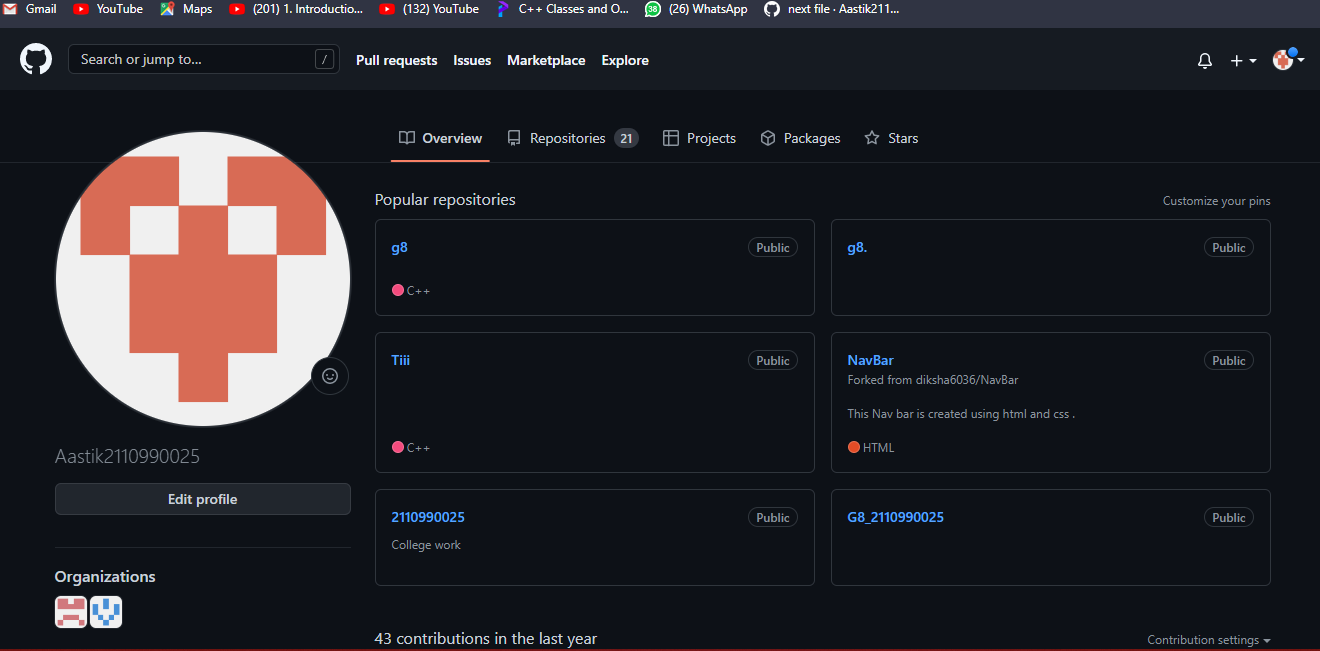 Gmail YouTube Maps (201) 1. Introductio... (132) YouTube C++ Classes and O... 38 (26) WhatsApp next file · Aastik211...
Search or jump to... / Pull requests Issues Marketplace Explore
Overview Repositories 21 Projects Packages Stars
Popular repositories Customize your pins
g8 Public g8. Public
C++
Tiii Public NavBar Public
Forked from diksha6036/NavBar
This Nav bar is created using html and css .
C++ HTML
Aastik2110990025
Edit profile
2110990025 Public G8_2110990025 Public
College work
Organizations
43 contributions in the last year Contribution settings